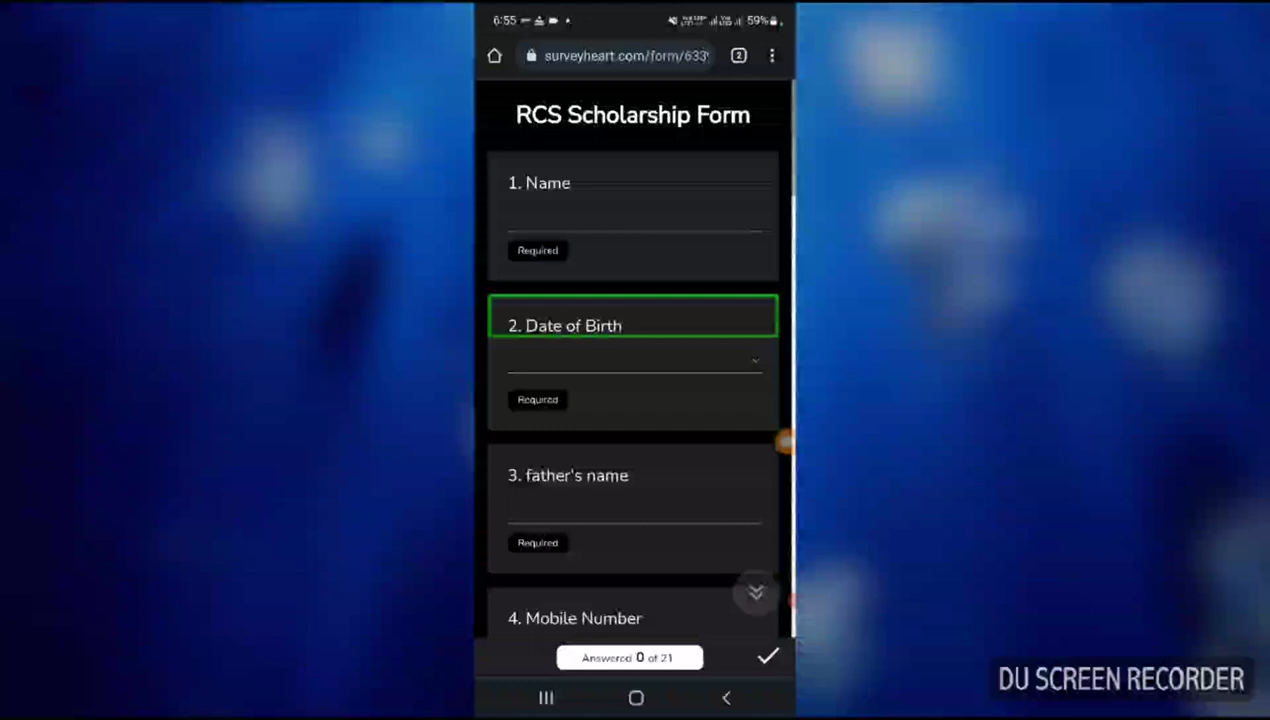 6:55
59%
surveyheart.com/form/633
2
RCS Scholarship Form
1. Name
Required
2. Date of Birth
Required
3. father's name
Required
4. Mobile Number
Answered 0 of 21
DU SCREEN RECORDER